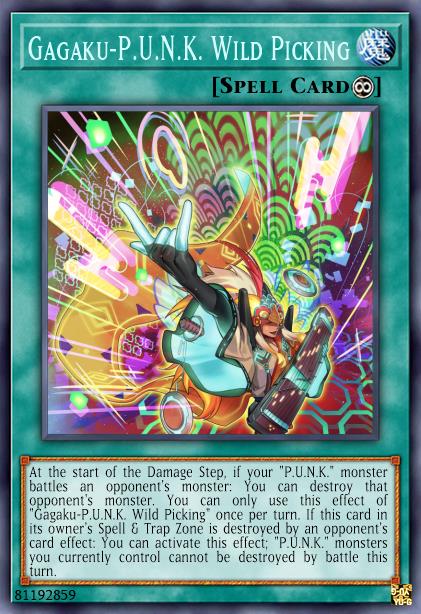 Gagaku-P.U.N.K. Wild Picking
魔
[Spell Card]
At the start of the Damage Step, if your "P.U.N.K." monster
battles an opponent's monster: You can destroy that
opponent's monster. You can only use this effect of
"Gagaku-P.U.N.K. Wild Picking" once per turn. If this card in
its owner's Spell & Trap Zone is destroyed by an opponent's
card effect: You can activate this effect; "P.U.N.K." monsters
you currently control cannot be destroyed by battle this
turn.
81192859